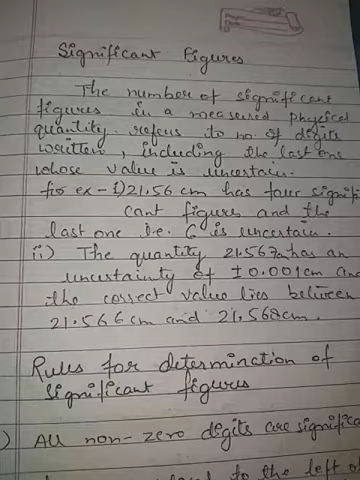 Significant Figures
The number of significant
figures in a measured physical
quantity refers to no. of digits
written, including the last one
whose value is uncertain.
for ex - i) 21.56 cm has four signifi
cant figures and the
last one i.e. 6 is uncertain.
ii) The quantity 21.567m has an
uncertainty of ±0.001cm and
the correct value lies between
21.566cm and 21.568cm.
Rules for determination of
significant figures
) All non-zero digits are significa
to the left of